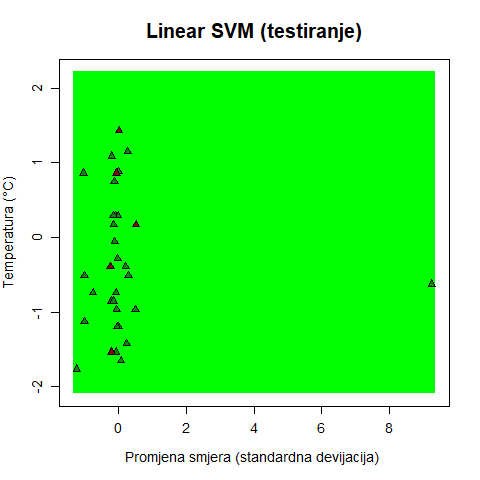 Linear SVM (testiranje)
Temperatura (°C)
2
1
0
-1
-2
0 2 4 6 8
Promjena smjera (standardna devijacija)